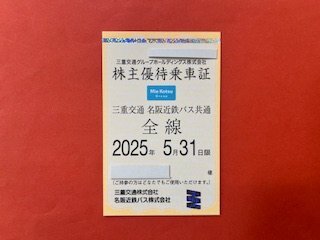 三重交通グループホールディングス株式会社
株主優待乗車証
Mie Kotsu
Group
三重交通 名阪近鉄バス共通
全線
2025年 5月31日限
様
(ご持参の方はどなたでもご使用いただけます。)
三重交通株式会社
名阪近鉄バス株式会社